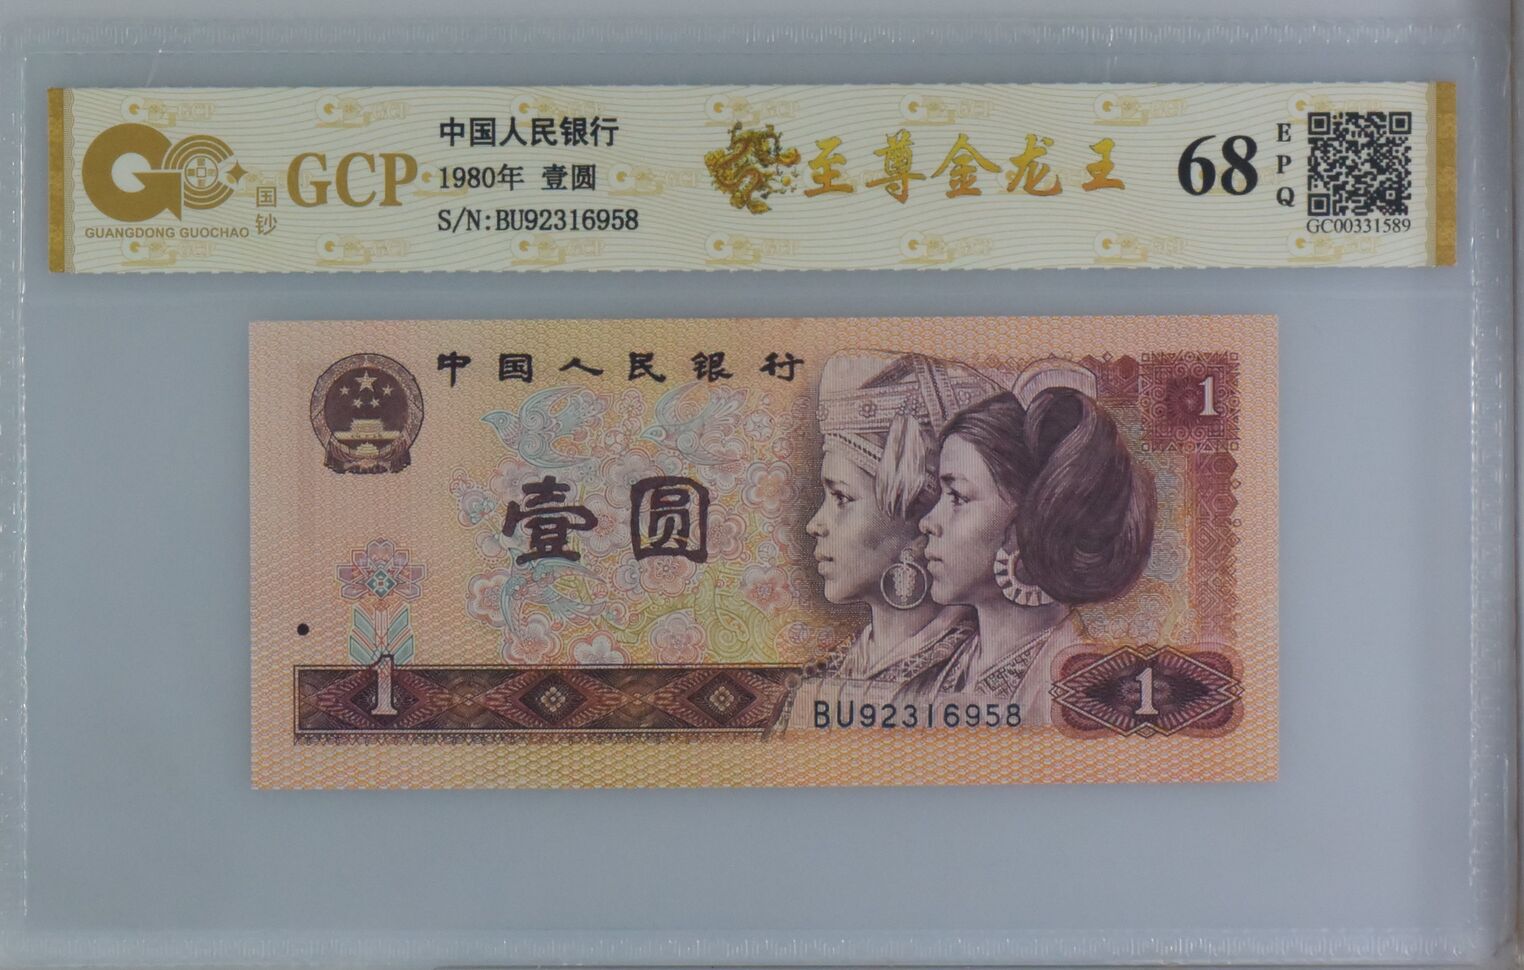 GUANGDONG GUOCHAO
国钞
GCP
中国人民银行
1980年 壹圆
S/N:BU92316958
至尊金龙王
68
EPQ
GC00331589
中国人民银行
1
壹圆
1
BU92316958
1